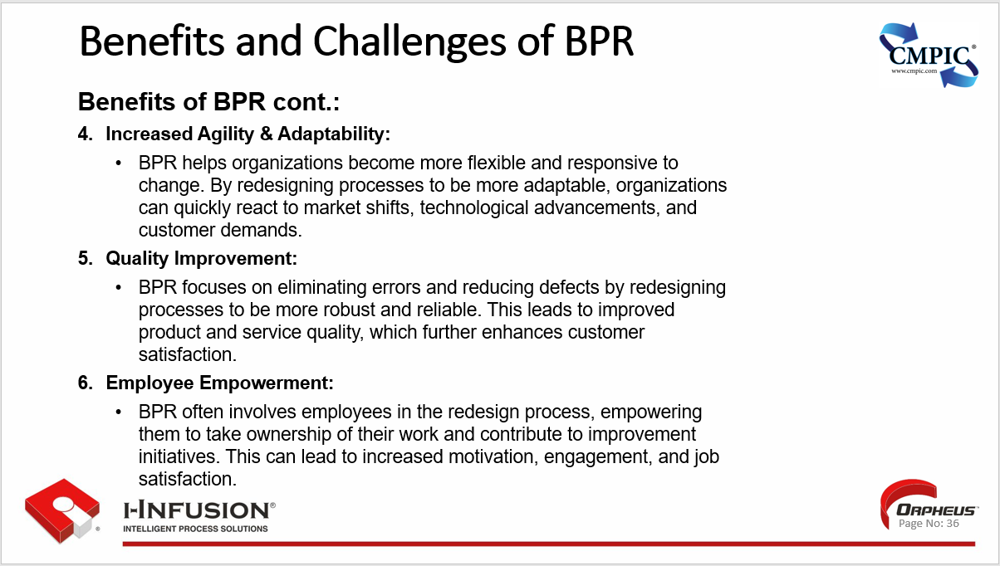 Benefits and Challenges of BPR
CMPIC®
www.cmpic.com
Benefits of BPR cont.:
4. Increased Agility & Adaptability:
• BPR helps organizations become more flexible and responsive to
change. By redesigning processes to be more adaptable, organizations
can quickly react to market shifts, technological advancements, and
customer demands.
5. Quality Improvement:
• BPR focuses on eliminating errors and reducing defects by redesigning
processes to be more robust and reliable. This leads to improved
product and service quality, which further enhances customer
satisfaction.
6. Employee Empowerment:
• BPR often involves employees in the redesign process, empowering
them to take ownership of their work and contribute to improvement
initiatives. This can lead to increased motivation, engagement, and job
satisfaction.
®
I-INFUSION®
INTELLIGENT PROCESS SOLUTIONS
ORPHEUS™
Page No: 36